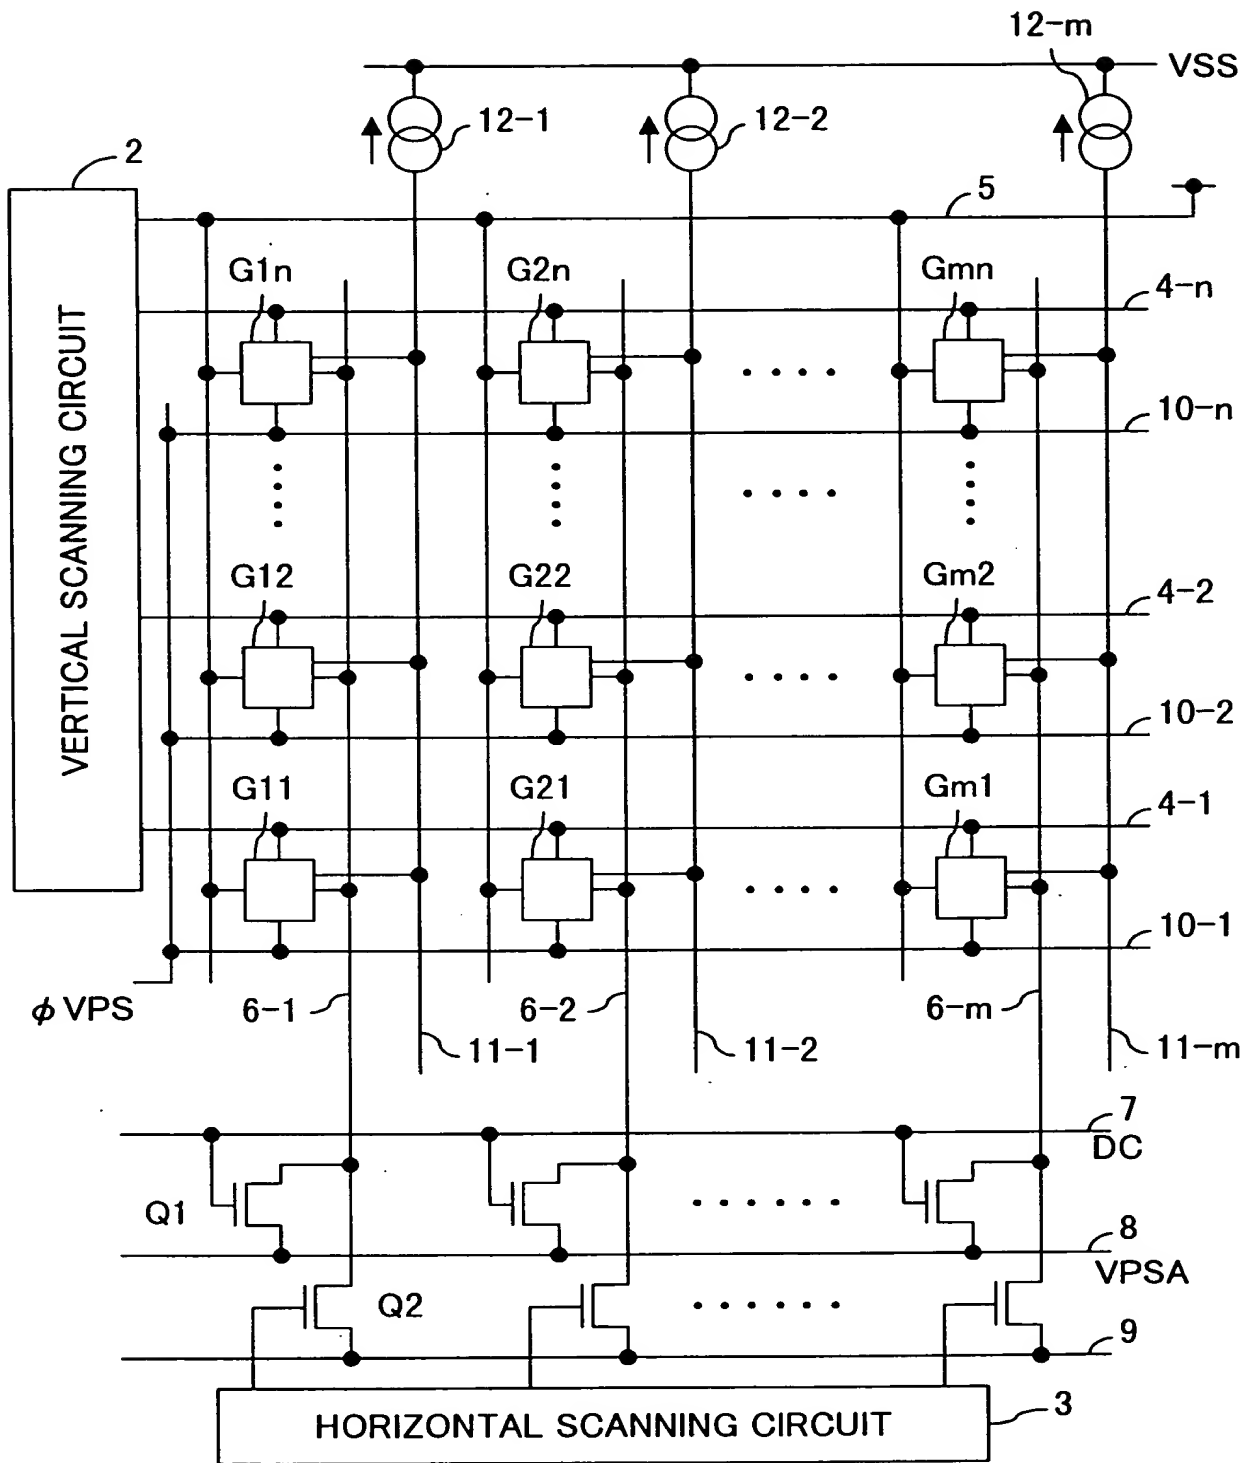 12-m
VSS
12-1
12-2
2
5
G1n
G2n
Gmn
4-n
VERTICAL SCANNING CIRCUIT
10-n
G12
G22
Gm2
4-2
10-2
G11
G21
Gm1
4-1
10-1
φVPS
6-1
6-2
6-m
11-1
11-2
11-m
7
DC
Q1
8
VPSA
Q2
9
3
HORIZONTAL SCANNING CIRCUIT